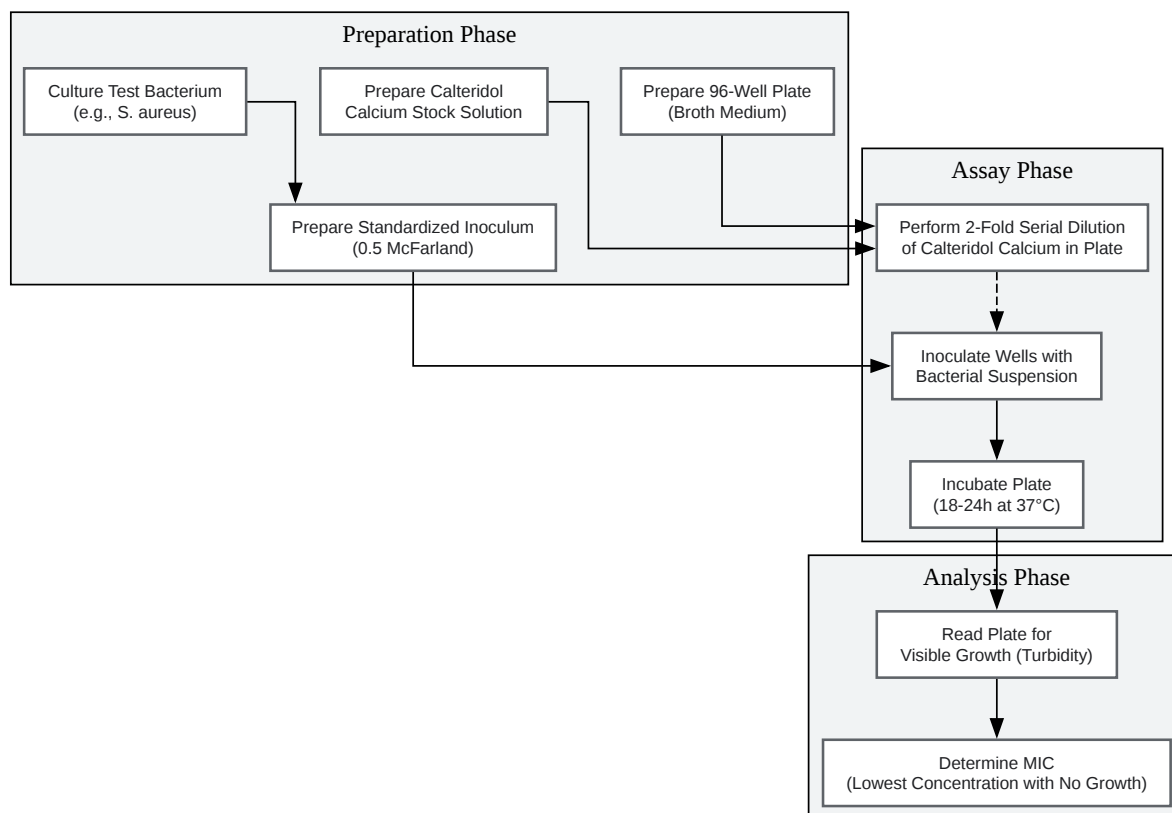 Preparation Phase
Culture Test Bacterium
(e.g., S. aureus)
Prepare Calteridol
Calcium Stock Solution
Prepare 96-Well Plate
(Broth Medium)
Prepare Standardized Inoculum
(0.5 McFarland)
Assay Phase
Perform 2-Fold Serial Dilution
of Calteridol Calcium in Plate
Inoculate Wells with
Bacterial Suspension
Incubate Plate
(18-24h at 37°C)
Analysis Phase
Read Plate for
Visible Growth (Turbidity)
Determine MIC
(Lowest Concentration with No Growth)